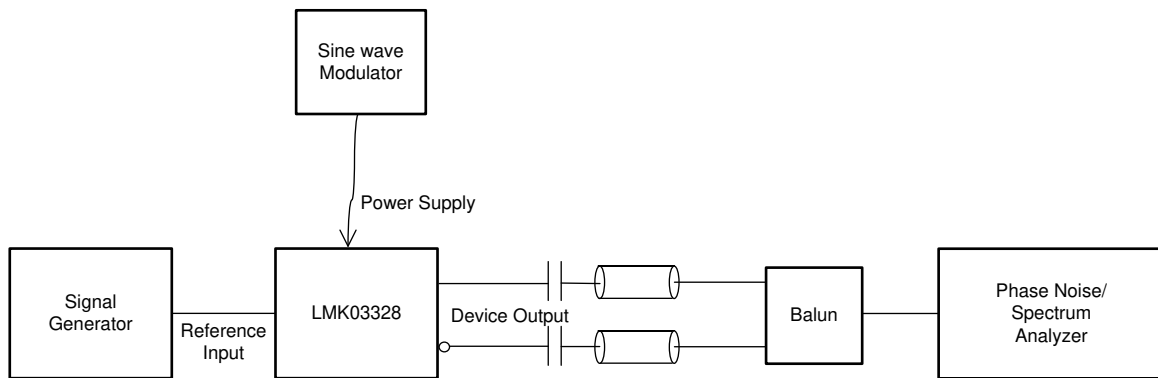 Sine wave
Modulator
Power Supply
Signal
Generator
Reference
Input
LMK03328
Device Output
Balun
Phase Noise/
Spectrum
Analyzer